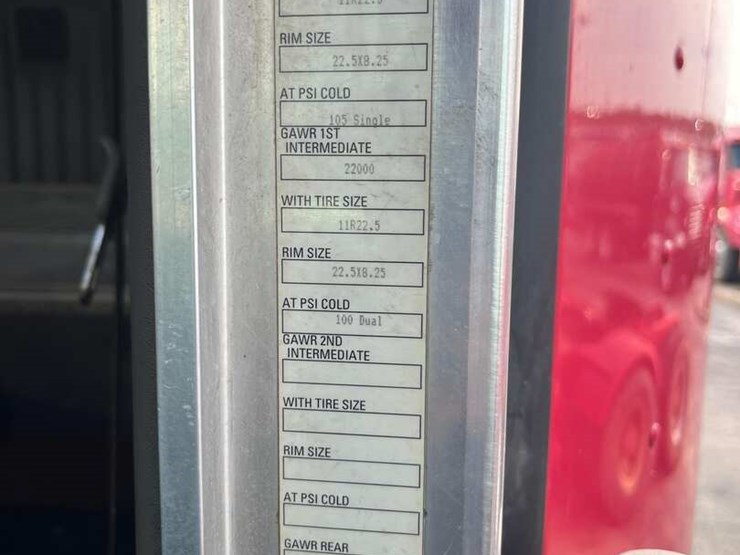 11R22.5
RIM SIZE
22.5X8.25
AT PSI COLD
105 Single
GAWR 1ST
INTERMEDIATE
22000
WITH TIRE SIZE
11R22.5
RIM SIZE
22.5X8.25
AT PSI COLD
100 Dual
GAWR 2ND
INTERMEDIATE
WITH TIRE SIZE
RIM SIZE
AT PSI COLD
GAWR REAR